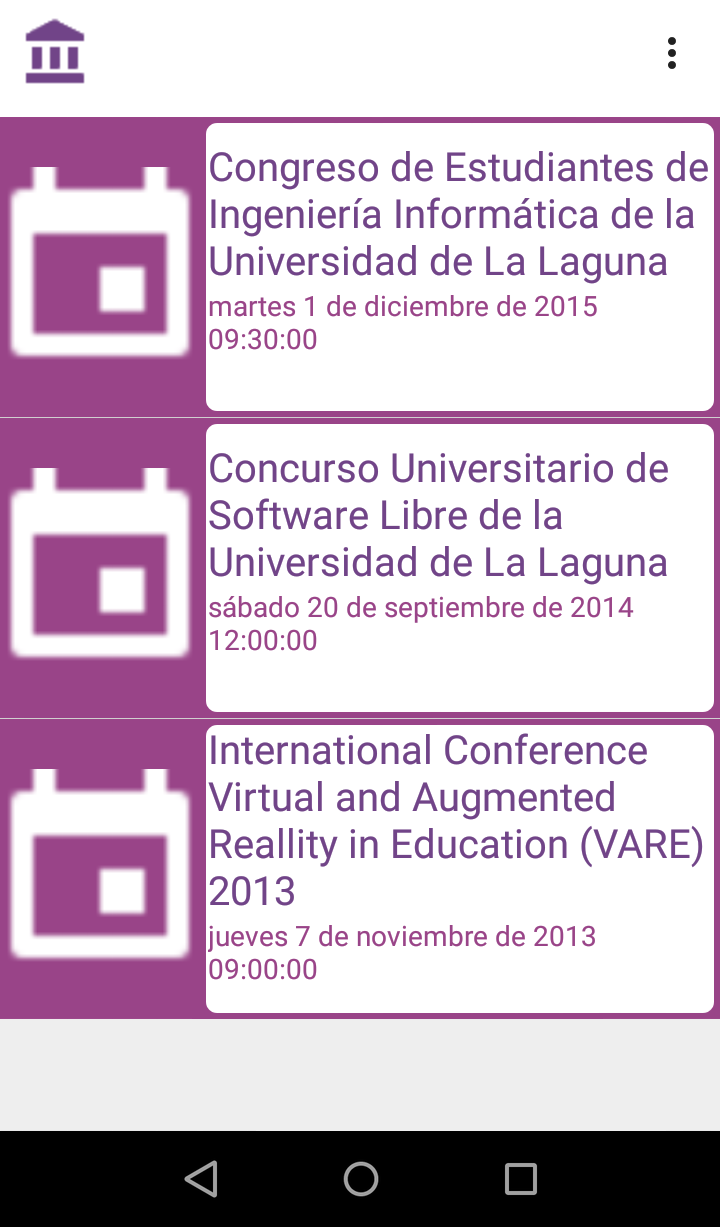 Congreso de Estudiantes de
Ingeniería Informática de la
Universidad de La Laguna
martes 1 de diciembre de 2015
09:30:00
Concurso Universitario de
Software Libre de la
Universidad de La Laguna
sábado 20 de septiembre de 2014
12:00:00
International Conference
Virtual and Augmented
Reallity in Education (VARE)
2013
jueves 7 de noviembre de 2013
09:00:00